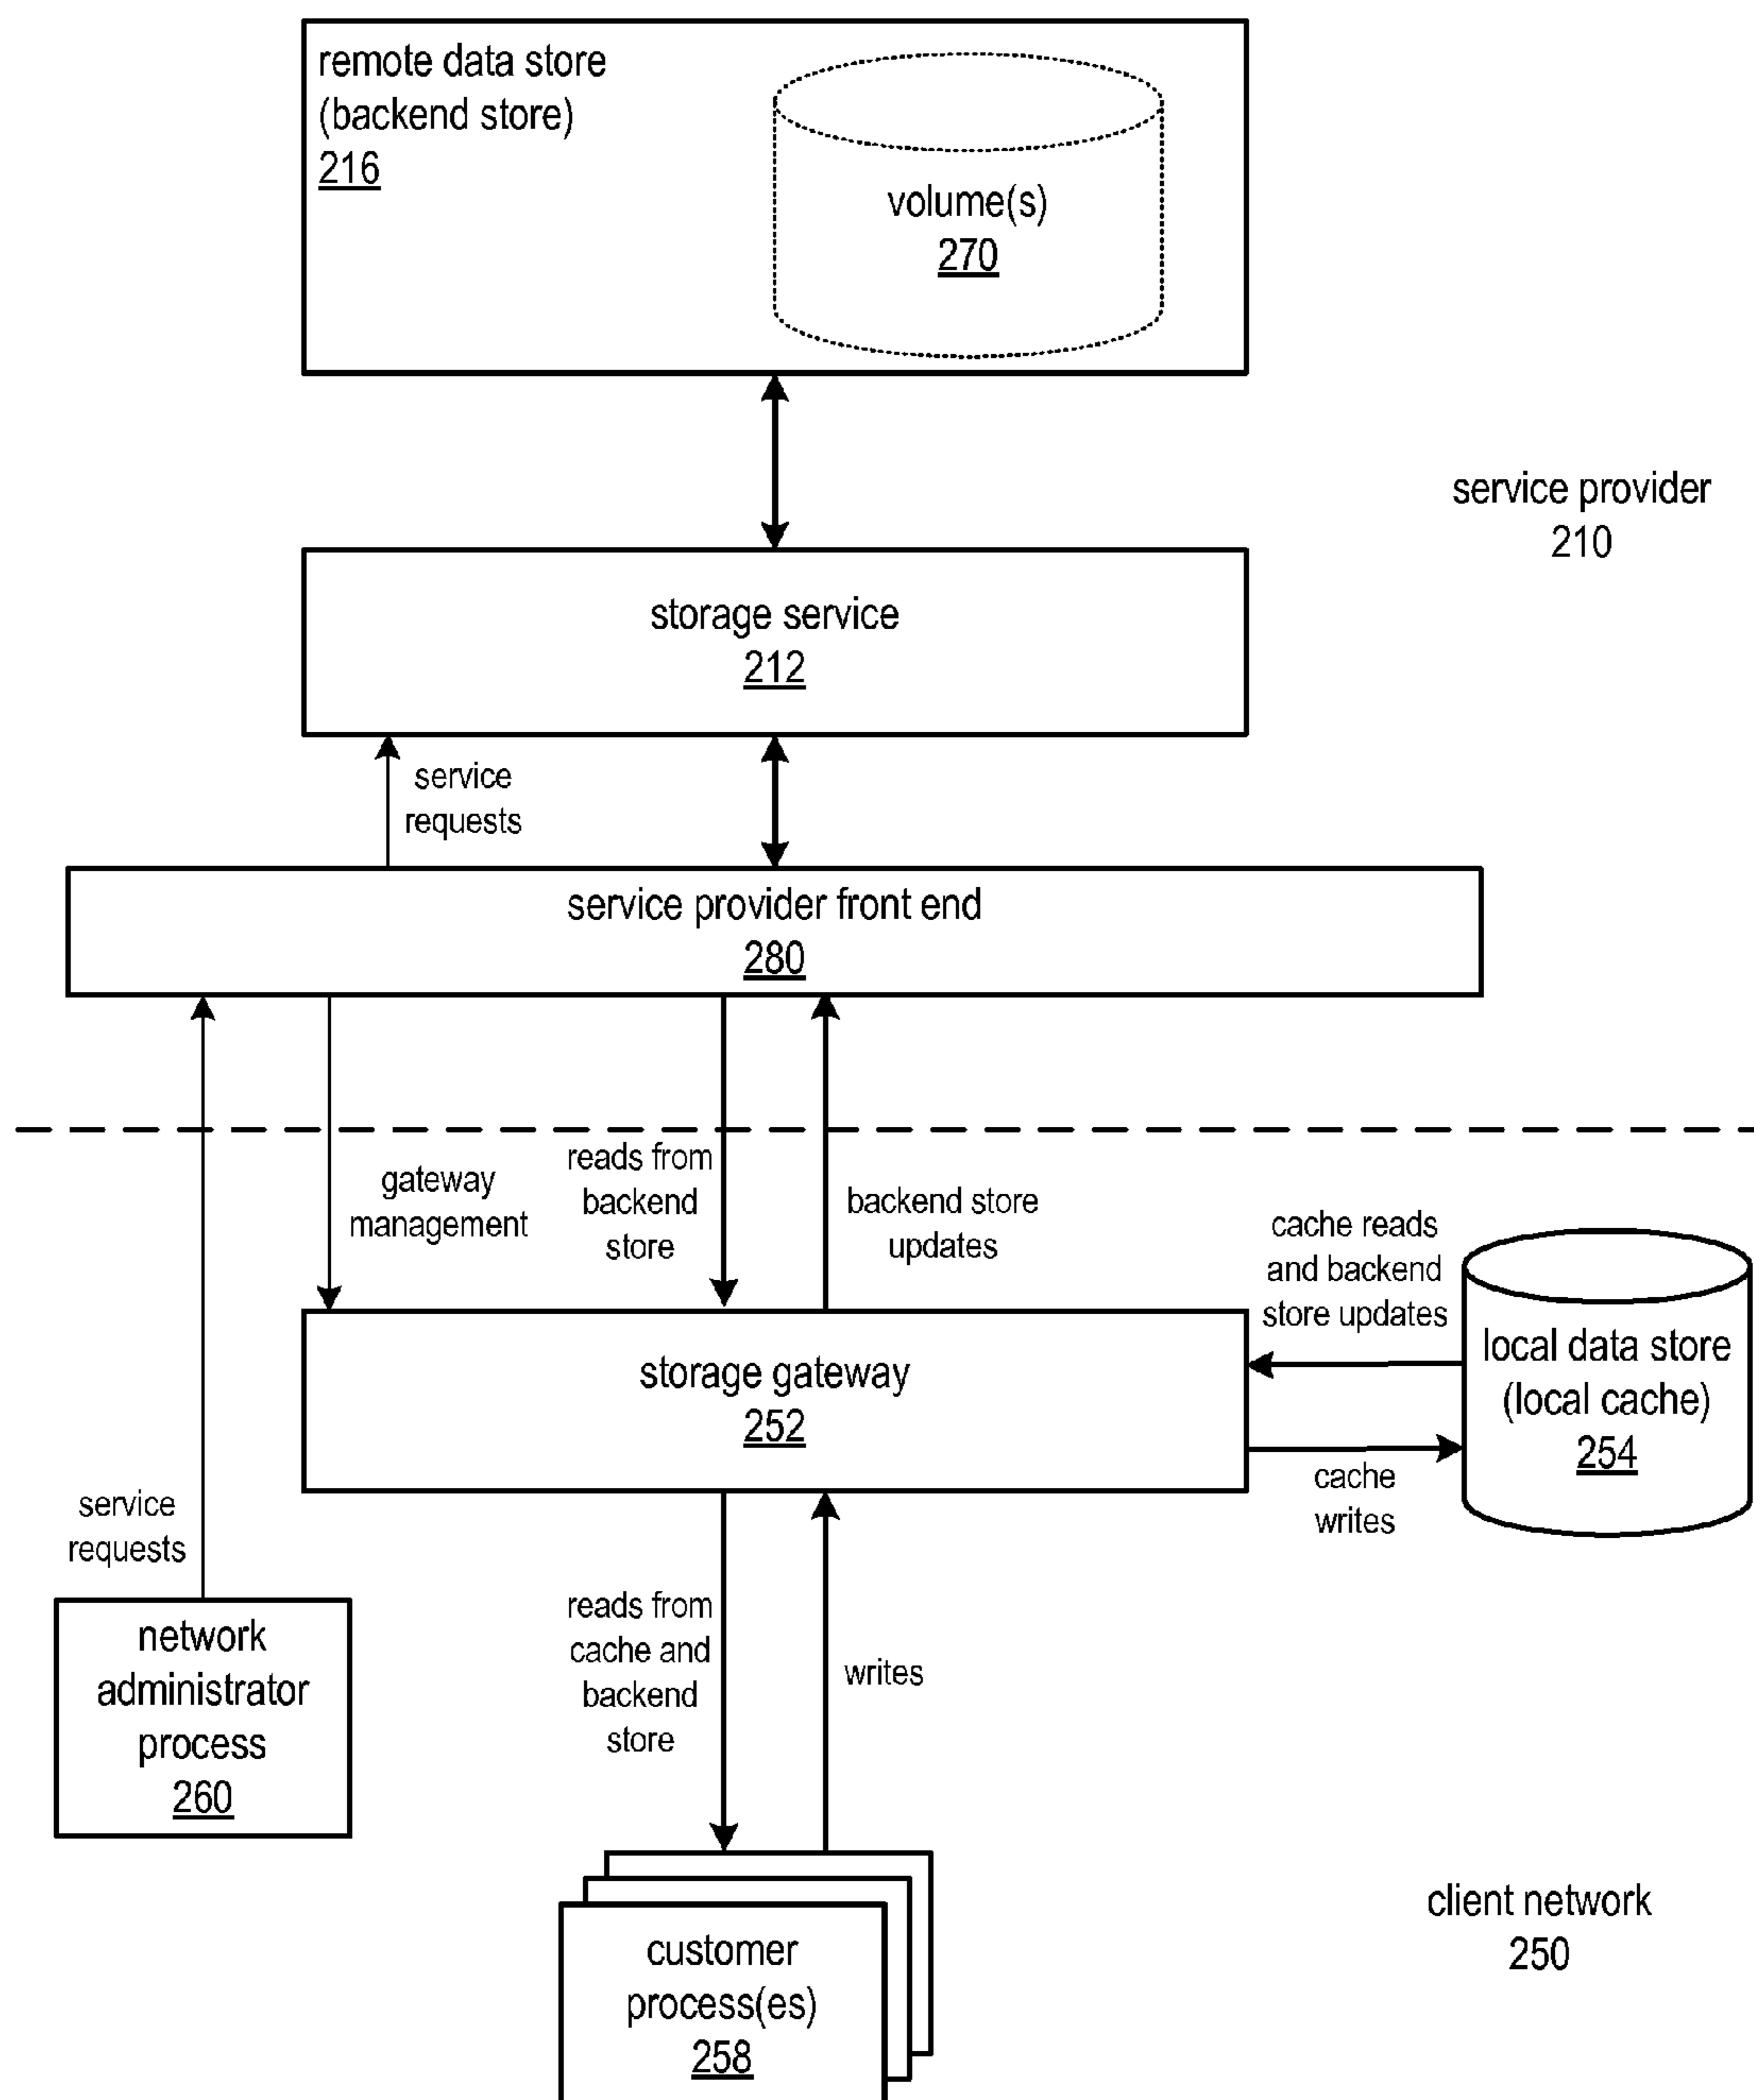 remote data store
(backend store)
216
volume(s)
270
service provider
210
storage service
212
service
requests
service provider front end
280
gateway
management
reads from
backend
store
backend store
updates
cache reads
and backend
store updates
local data store
(local cache)
254
storage gateway
252
cache
writes
service
requests
network
administrator
process
260
reads from
cache and
backend
store
writes
customer
process(es)
258
client network
250